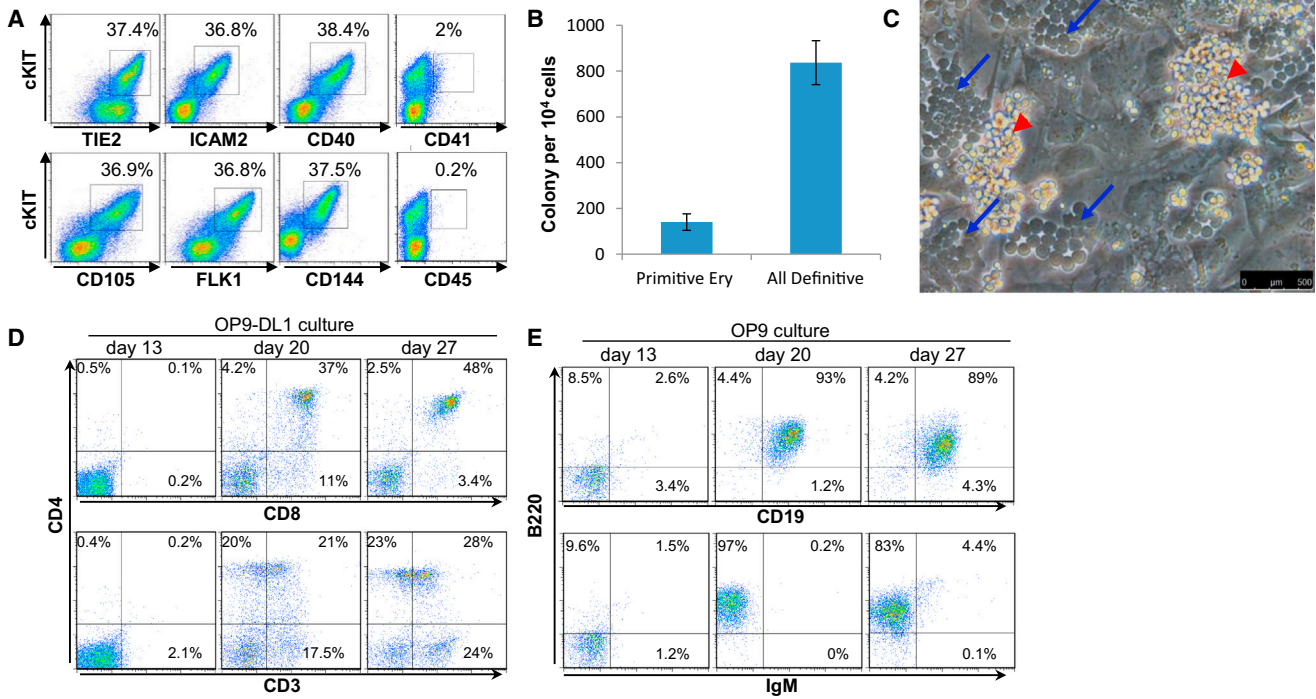 A
cKIT
37.4%
36.8%
38.4%
2%
TIE2
ICAM2
CD40
CD41
cKIT
36.9%
36.8%
37.5%
0.2%
CD105
FLK1
CD144
CD45
B
Colony per 10⁴ cells
1000
800
600
400
200
0
Primitive Ery
All Definitive
C
0 µm 500
D
OP9-DL1 culture
day 13
day 20
day 27
0.5% 0.1%
4.2% 37%
2.5% 48%
0.2%
11%
3.4%
CD4
CD8
0.4% 0.2%
20% 21%
23% 28%
2.1%
17.5%
24%
CD3
E
OP9 culture
day 13
day 20
day 27
8.5% 2.6%
4.4% 93%
4.2% 89%
3.4%
1.2%
4.3%
B220
CD19
9.6% 1.5%
97% 0.2%
83% 4.4%
1.2%
0%
0.1%
IgM